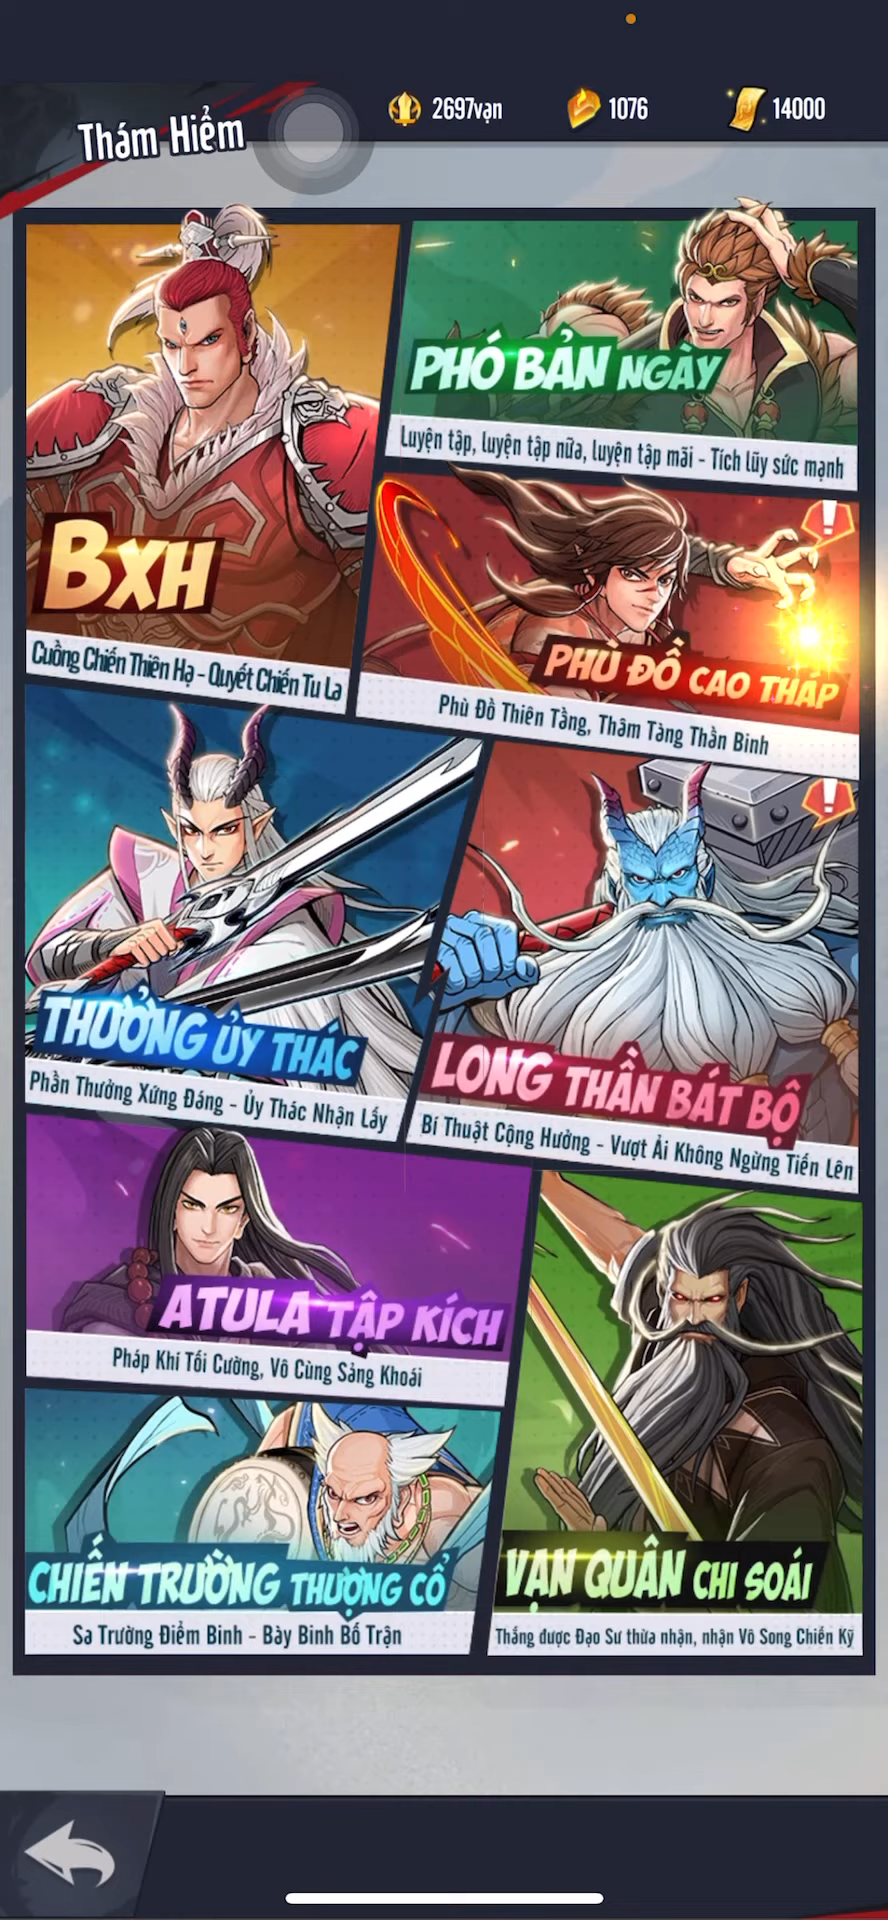 Thám Hiểm
2697vạn
1076
14000
PHÓ BẢN NGÀY
Luyện tập, luyện tập nữa, luyện tập mãi - Tích lũy sức mạnh
BXH
Cuồng Chiến Thiên Hạ - Quyết Chiến Tu La
PHÙ ĐỒ CAO THÁP
Phù Đồ Thiên Tầng, Thâm Tàng Thần Binh
THƯỞNG ỦY THÁC
Phần Thưởng Xứng Đáng - Ủy Thác Nhận Lấy
LONG THẦN BÁT BỘ
Bí Thuật Cộng Hưởng - Vượt Ải Không Ngừng Tiến Lên
ATULA TẬP KÍCH
Pháp Khí Tối Cường, Vô Cùng Sảng Khoái
CHIẾN TRƯỜNG THƯỢNG CỔ
Sa Trường Điểm Binh - Bày Binh Bố Trận
VẠN QUÂN CHI SOÁI
Thắng được Đạo Sư thừa nhận, nhận Vô Song Chiến Kỹ